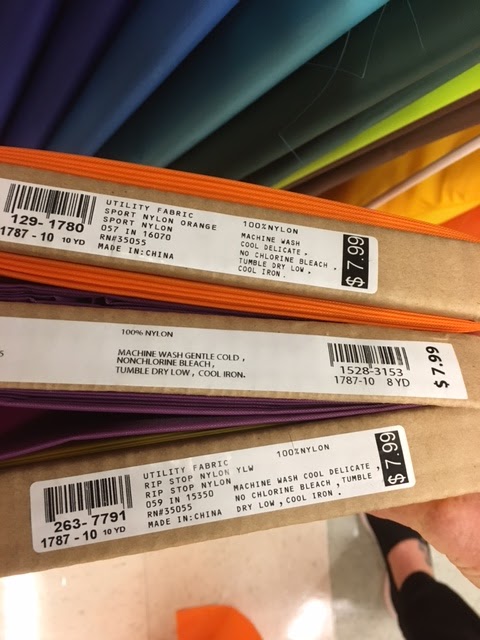 129-1780
1787 - 10 10 YD
UTILITY FABRIC
SPORT NYLON ORANGE
SPORT NYLON
057 IN 16070
RN#35055
MADE IN:CHINA
100%NYLON
MACHINE WASH
COOL DELICATE ,
NO CHLORINE BLEACH ,
TUMBLE DRY LOW ,
COOL IRON .
$ 7.99
100% NYLON
MACHINE WASH GENTLE COLD ,
NONCHLORINE BLEACH ,
TUMBLE DRY LOW , COOL IRON.
1528-3153
1787-10 8 YD
$ 7.99
263- 7791
1787 - 10 10 YD
UTILITY FABRIC
RIP STOP NYLON YLW
RIP STOP NYLON
059 IN 15350
RN#35055
MADE IN:CHINA
100%NYLON
MACHINE WASH COOL DELICATE ,
NO CHLORINE BLEACH ,TUMBLE
DRY LOW ,COOL IRON .
$ 7.99